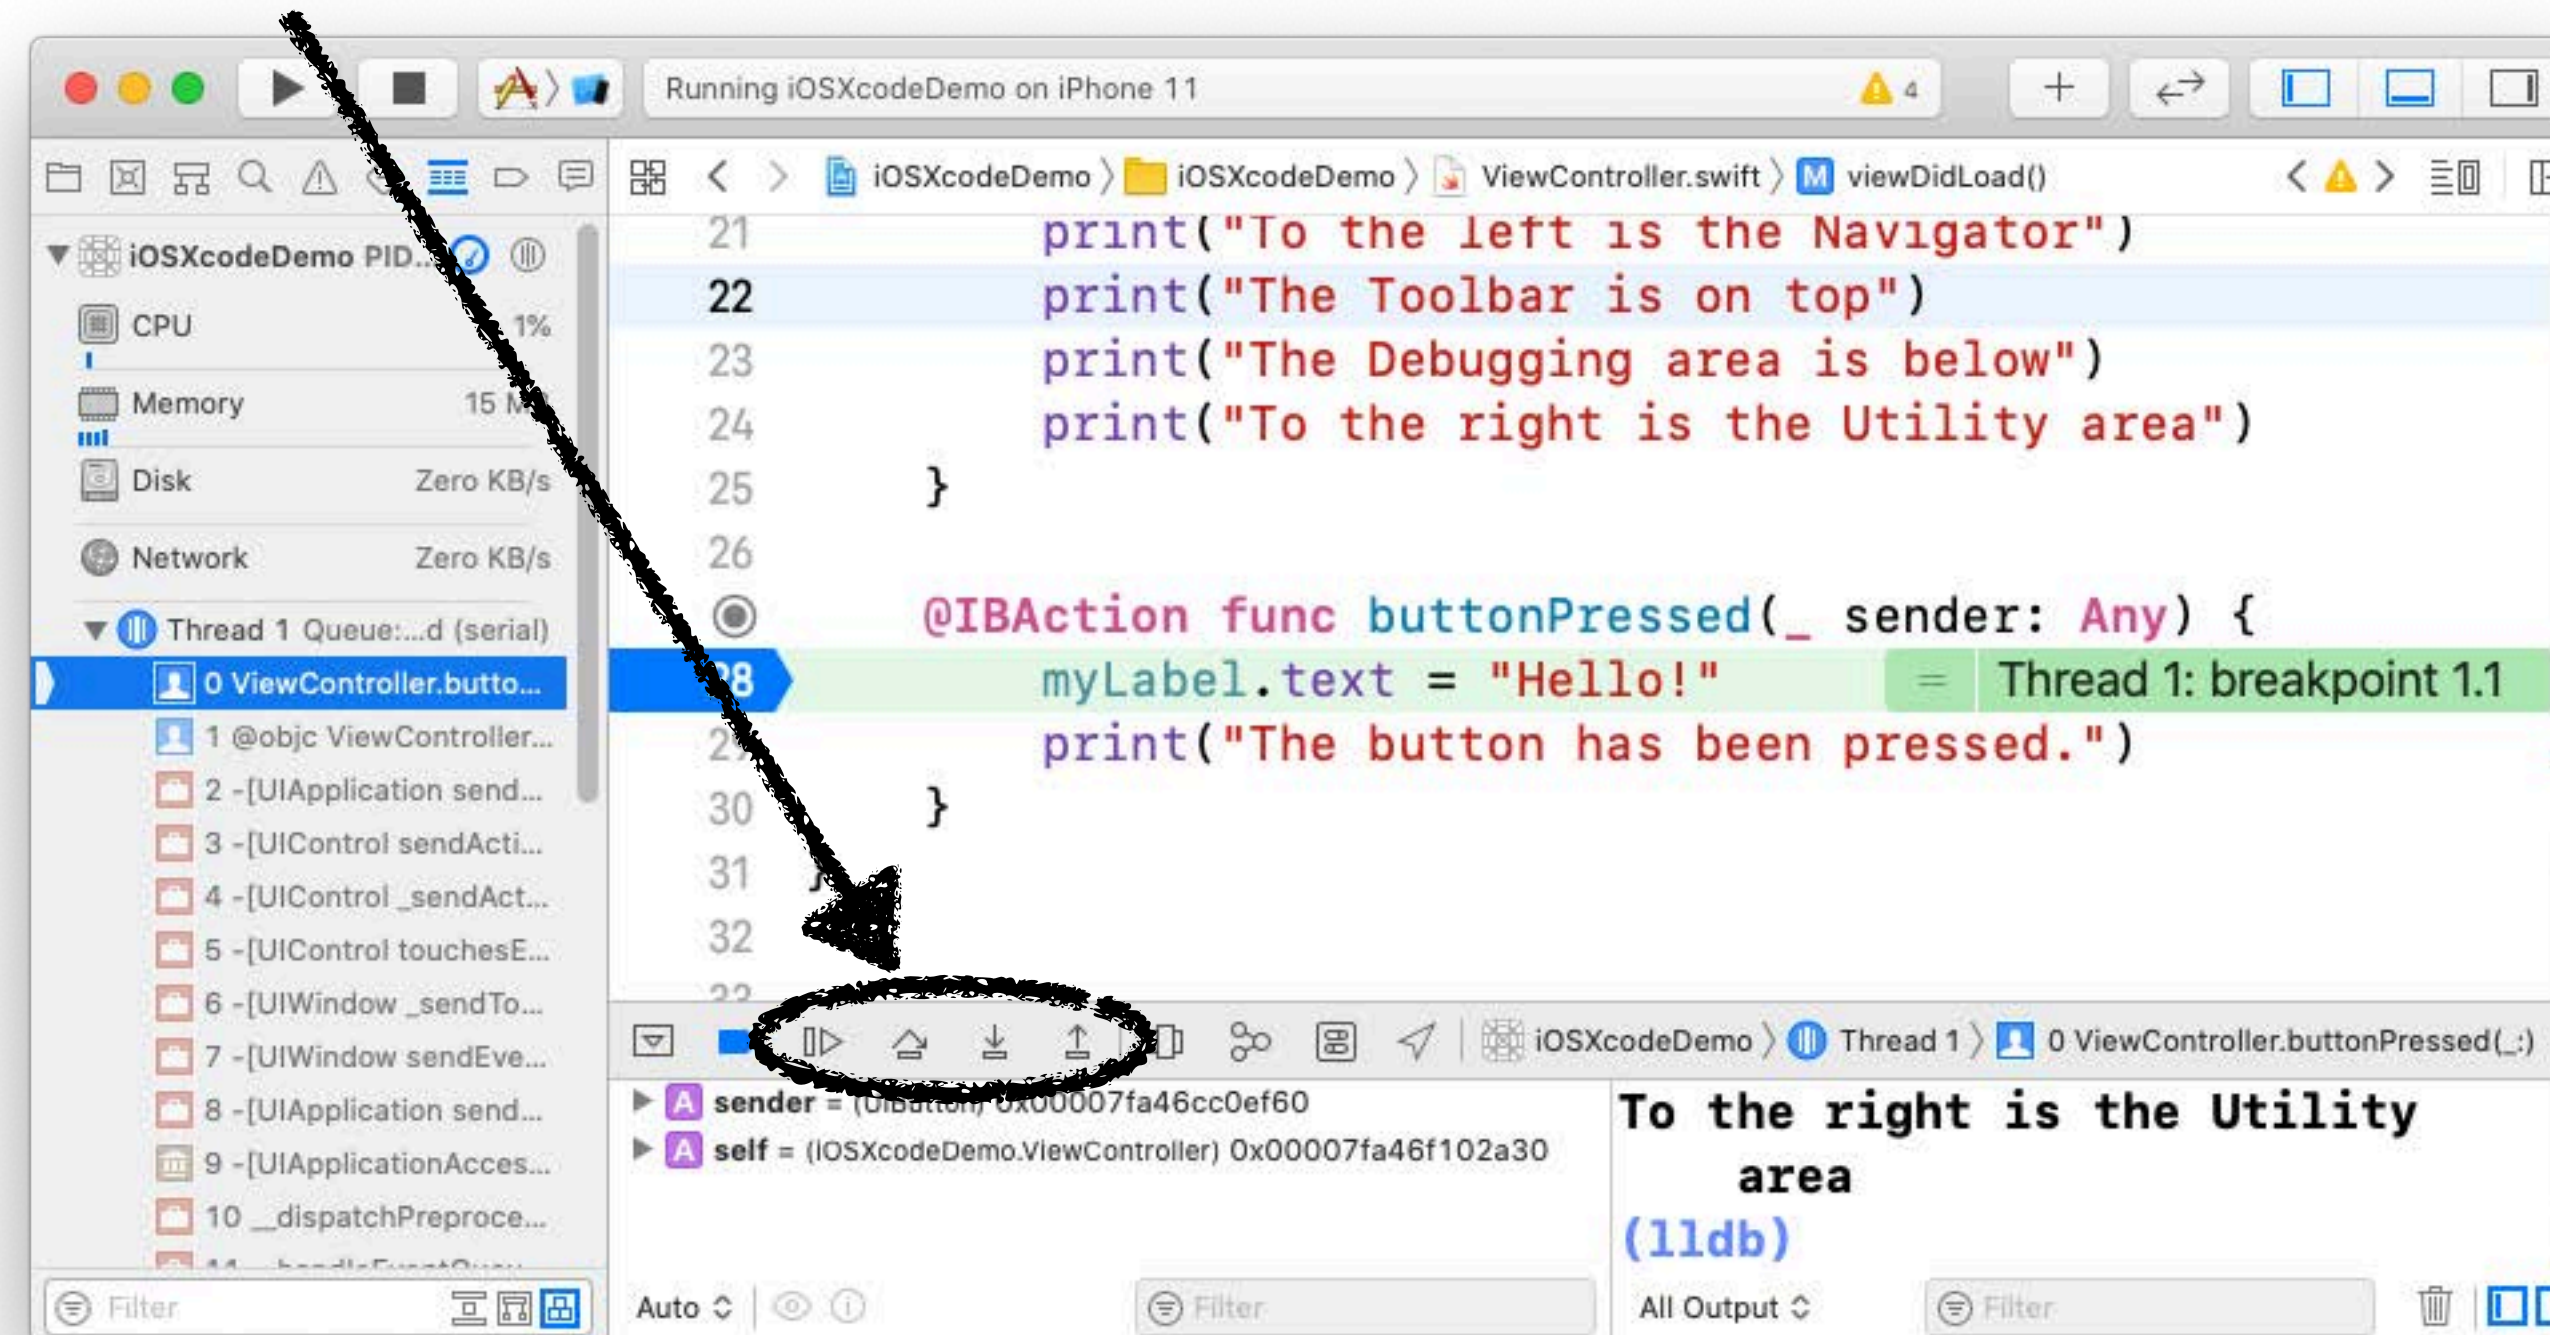 Running iOSXcodeDemo on iPhone 11
4
iOSXcodeDemo
iOSXcodeDemo
ViewController.swift
M
viewDidLoad()
iOSXcodeDemo PID...
CPU
1%
Memory
15
Disk
Zero KB/s
Network
Zero KB/s
Thread 1 Queue:...d (serial)
0 ViewController.butto...
1 @objc ViewController...
2 -[UIApplication send...
3 -[UIControl sendActi...
4 -[UIControl _sendAct...
5 -[UIControl touchesE...
6 -[UIWindow _sendTo...
7 -[UIWindow sendEve...
8 -[UIApplication send...
9 -[UIApplicationAcces...
10 __dispatchPreproce...
Filter
21 print("To the left is the Navigator")
22 print("The Toolbar is on top")
23 print("The Debugging area is below")
24 print("To the right is the Utility area")
25 }
26
@IBAction func buttonPressed(_ sender: Any) {
28 myLabel.text = "Hello!" = Thread 1: breakpoint 1.1
29 print("The button has been pressed.")
30 }
31 }
32
iOSXcodeDemo
Thread 1
0 ViewController.buttonPressed(_:)
A sender = (UIButton) 0x00007fa46cc0ef60
A self = (iOSXcodeDemo.ViewController) 0x00007fa46f102a30
Auto
Filter
To the right is the Utility
area
(lldb)
All Output
Filter